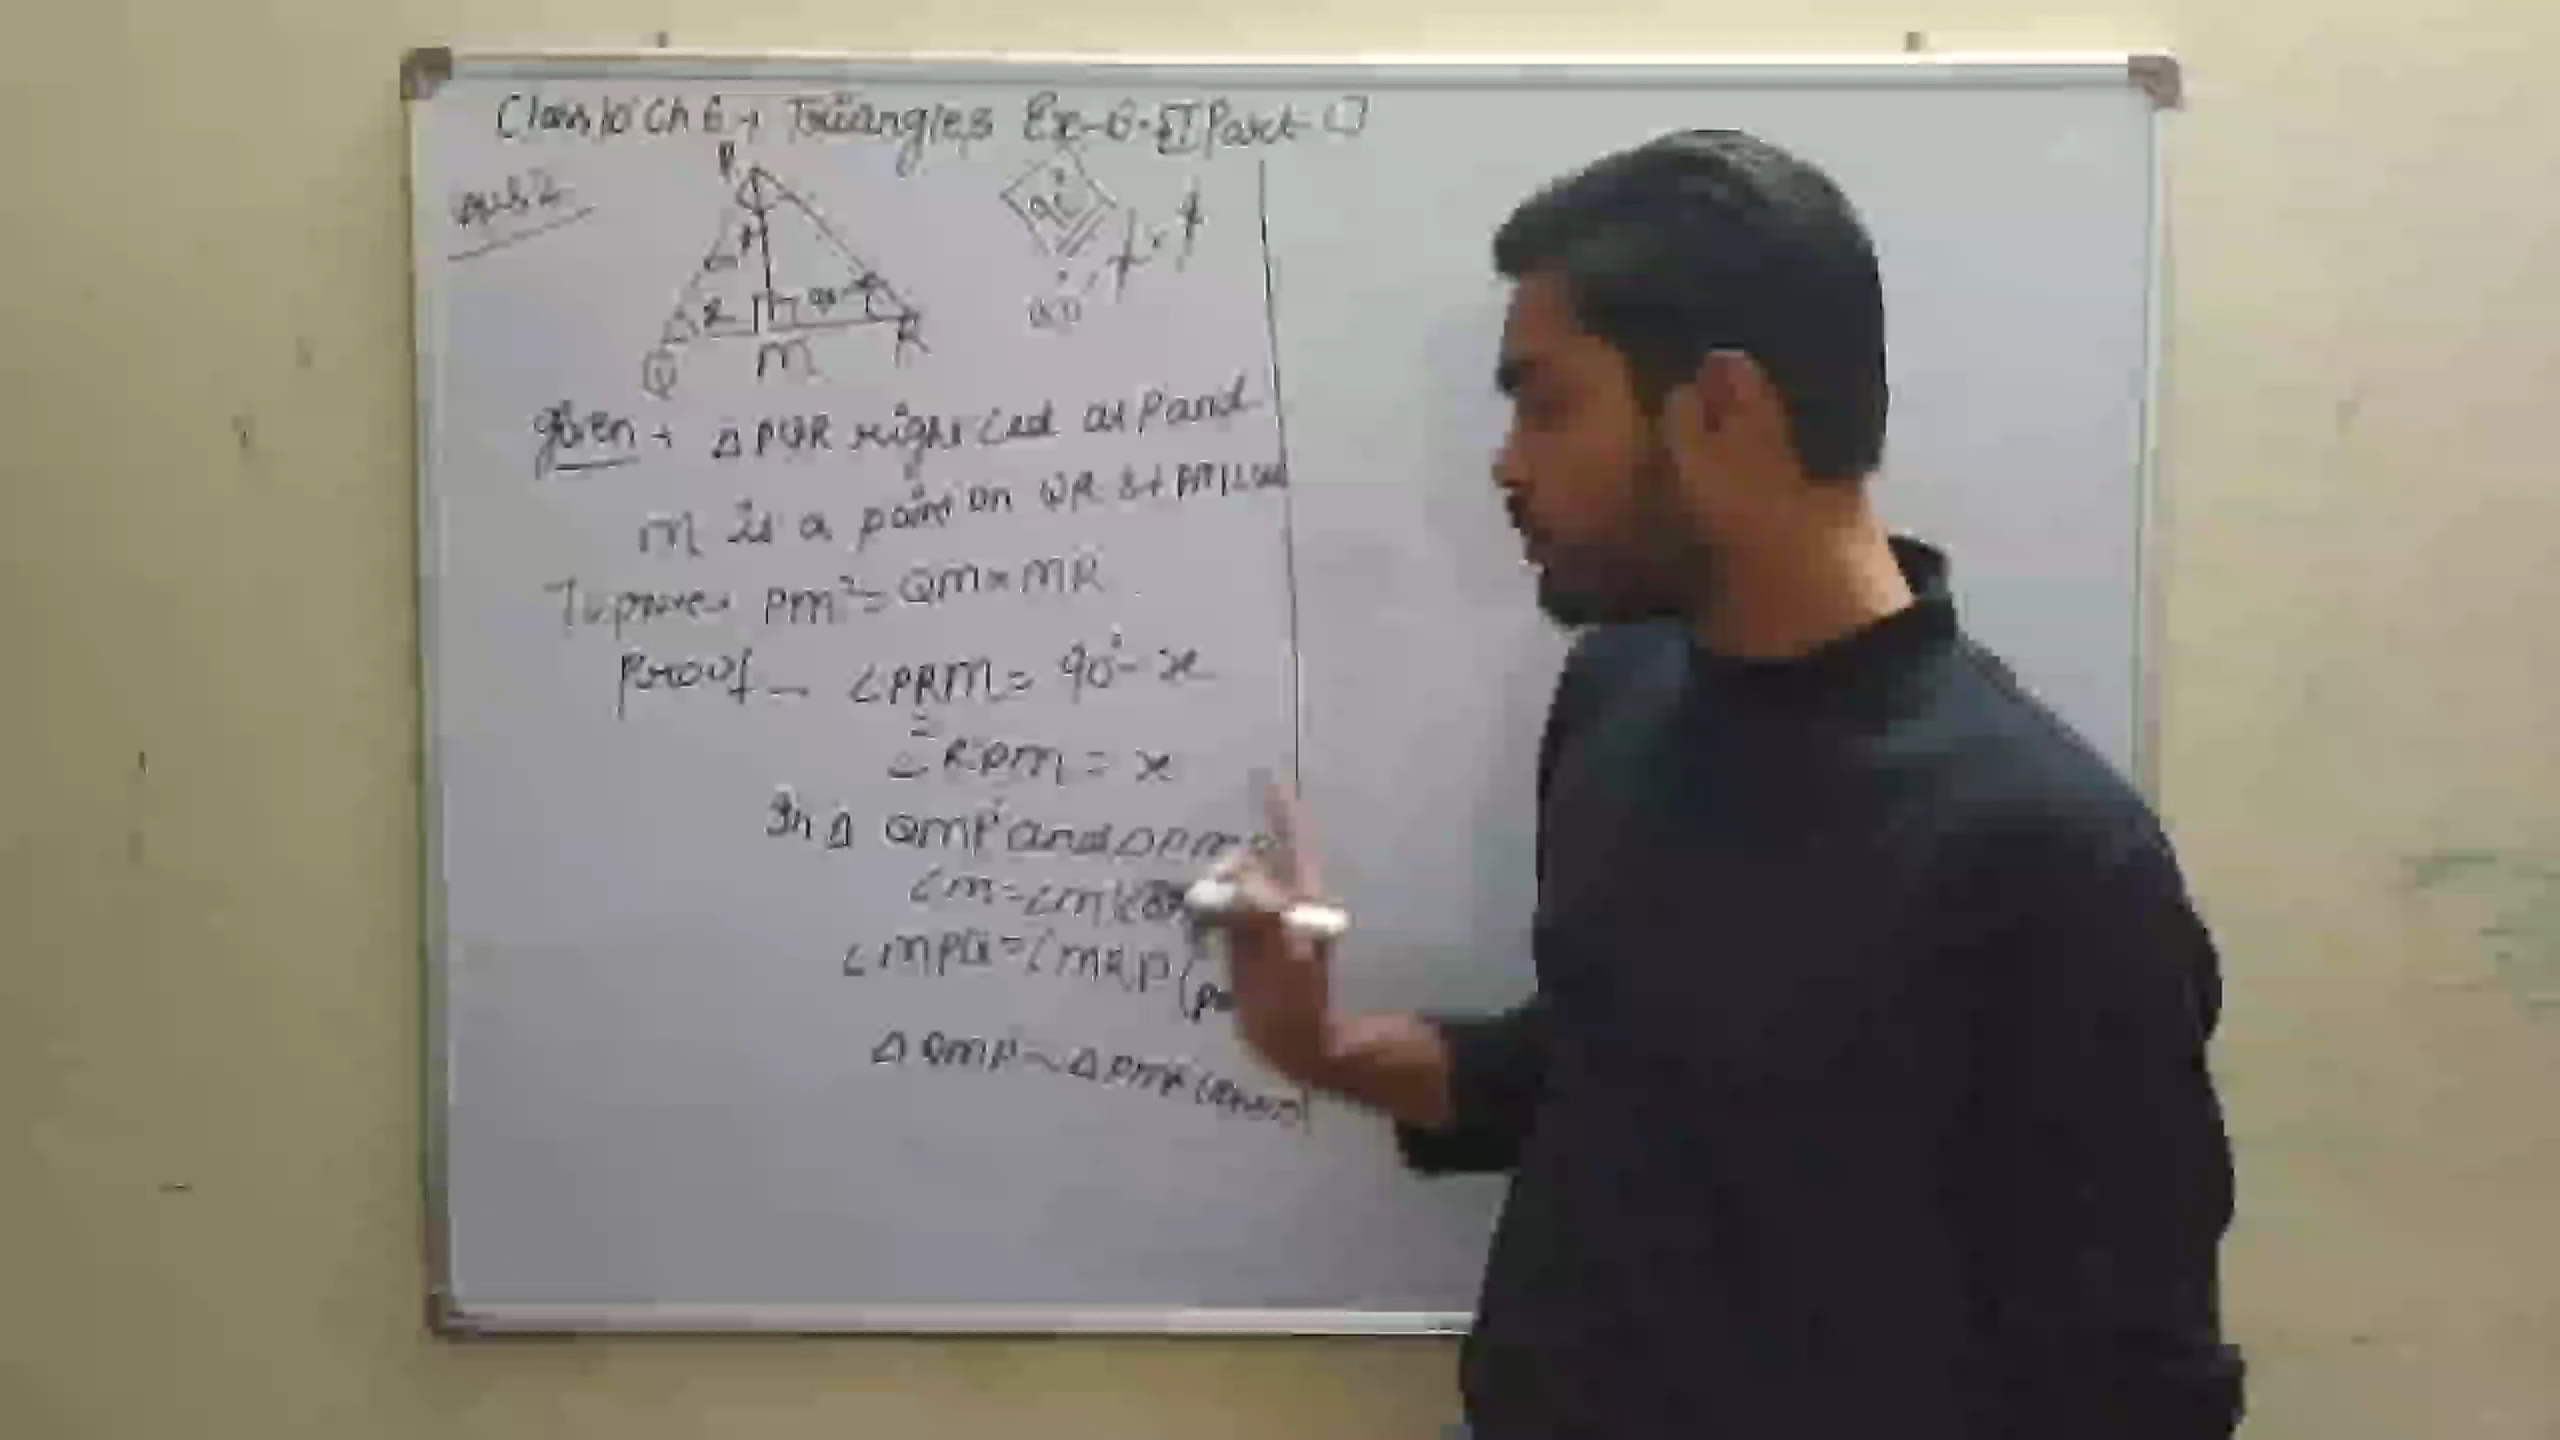 Class 10 Ch 6 → Triangles Ex-6.5 Part-
Ans 2
P
90°
Q M R
given → △PQR right ∠ed at P and
M is a point on QR st PM⊥
To prove → PM² = QM × MR
Proof - ∠PRM = 90° - x
∠RPM = x
In △ QMP and △PMR
∠M = ∠M (
∠MPQ = ∠MRP (
△ QMP ~ △PMR